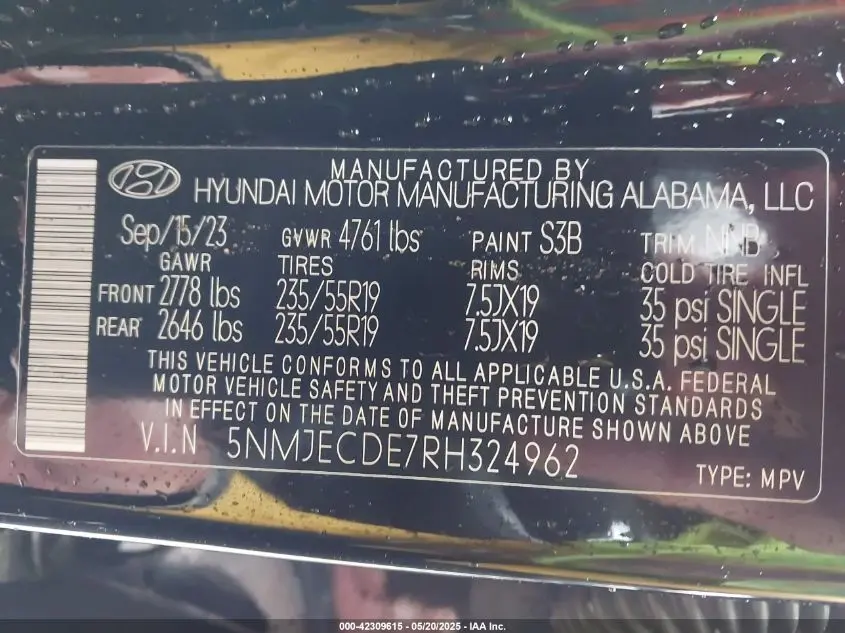 MANUFACTURED BY
HYUNDAI MOTOR MANUFACTURING ALABAMA, LLC
Sep/15/23 GVWR 4761 lbs PAINT S3B TRIM NNB
GAWR TIRES RIMS COLD TIRE INFL
FRONT 2778 lbs 235/55R19 7.5JX19 35 psi SINGLE
REAR 2646 lbs 235/55R19 7.5JX19 35 psi SINGLE
THIS VEHICLE CONFORMS TO ALL APPLICABLE U.S.A. FEDERAL
MOTOR VEHICLE SAFETY AND THEFT PREVENTION STANDARDS
IN EFFECT ON THE DATE OF MANUFACTURE SHOWN ABOVE
V.I.N 5NMJECDE7RH324962
TYPE: MPV
000-42309615 - 05/20/2025 - IAA Inc.